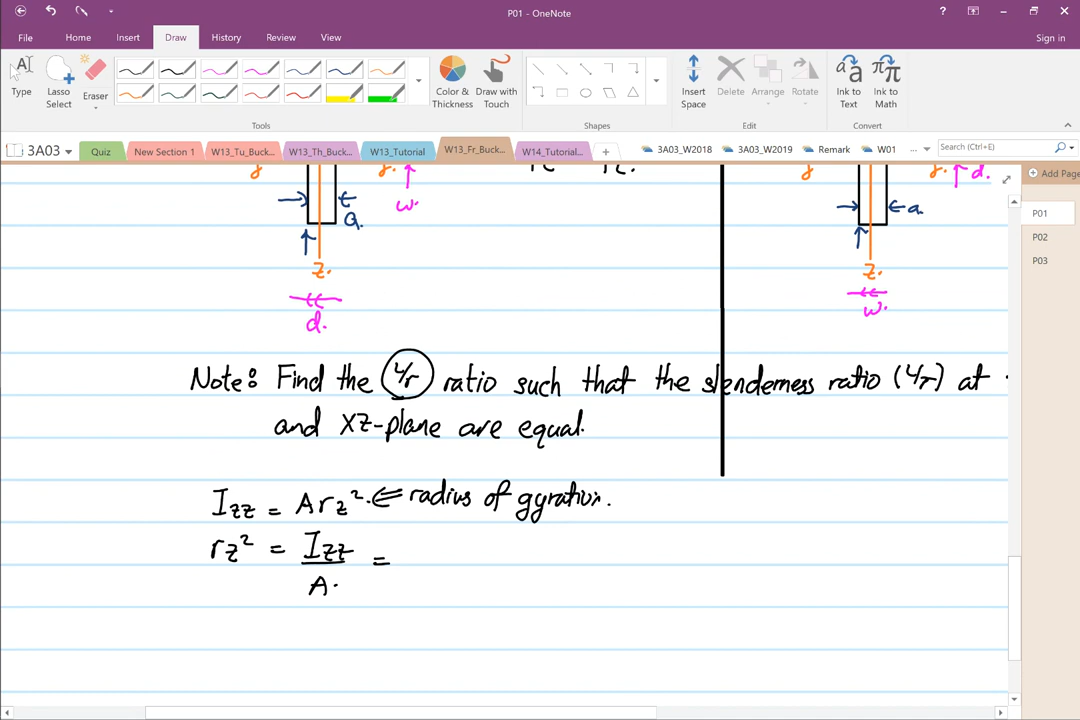 P01 - OneNote
?
File Home Insert Draw History Review View
Sign in
Type
Lasso Select
Eraser
Color & Thickness
Draw with Touch
Insert Space
Delete
Arrange
Rotate
Ink to Text
Ink to Math
Tools
Shapes
Edit
Convert
3A03
Quiz
New Section 1
W13_Tu_Buck...
W13_Th_Buck...
W13_Tutorial
W13_Fr_Buck...
W14_Tutorial...
+
3A03_W2018
3A03_W2019
Remark
W01
...
Search (Ctrl+E)
Add Page
P01
P02
P03
w.
a.
z.
d.
d.
a.
z.
w.
Note: Find the (L/r) ratio such that the slenderness ratio (L/r) at
and XZ-plane are equal.
Izz = Arz². ⇐ radius of gyration.
rz² = Izz / A. =